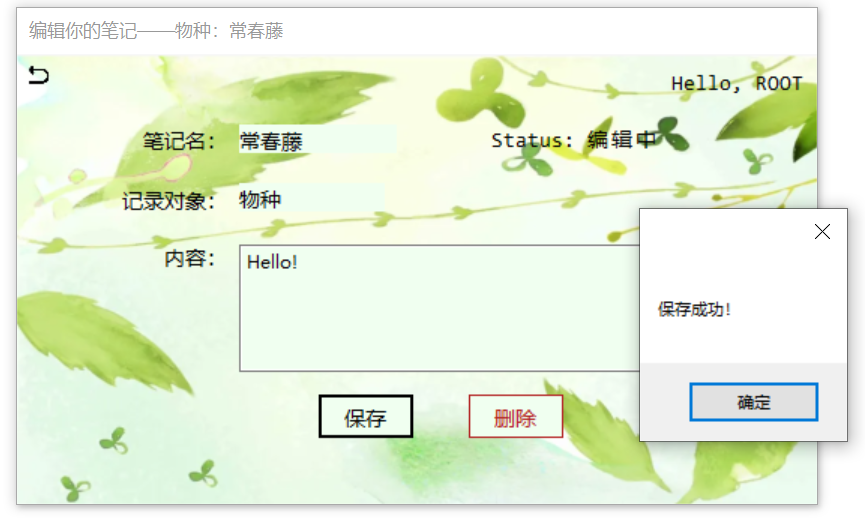 编辑你的笔记——物种：常春藤
Hello, ROOT
笔记名： 常春藤
Status: 编辑中
记录对象： 物种
内容： Hello!
保存成功！
确定
保存 删除